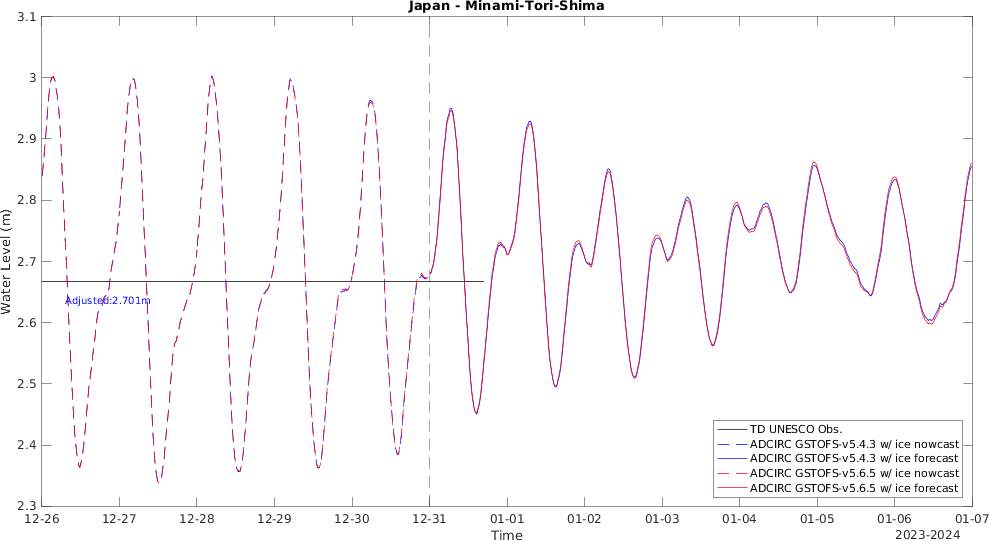 Japan - Minami-Tori-Shima
Water Level (m)
3.1
3
2.9
2.8
2.7
2.6
2.5
2.4
2.3
Adjusted:2.701m
TD UNESCO Obs.
ADCIRC GSTOFS-v5.4.3 w/ ice nowcast
ADCIRC GSTOFS-v5.4.3 w/ ice forecast
ADCIRC GSTOFS-v5.6.5 w/ ice nowcast
ADCIRC GSTOFS-v5.6.5 w/ ice forecast
12-26 12-27 12-28 12-29 12-30 12-31 01-01 01-02 01-03 01-04 01-05 01-06 01-07
Time
2023-2024